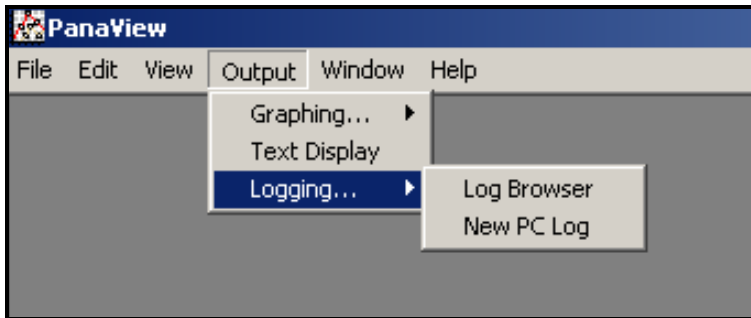 PanaView
File Edit View Output Window Help
Graphing...
Text Display
Logging...
Log Browser
New PC Log